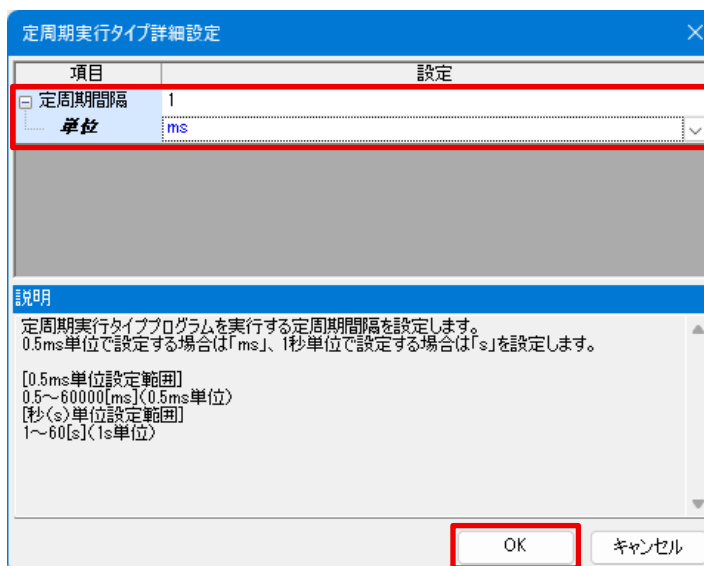 定周期実行タイプ詳細設定
項目 設定
定周期間隔 1
単位 ms
説明
定周期実行タイププログラムを実行する定周期間隔を設定します。
0.5ms単位で設定する場合は「ms」、1秒単位で設定する場合は「s」を設定します。
[0.5ms単位設定範囲]
0.5～60000[ms](0.5ms単位)
[秒(s)単位設定範囲]
1～60[s](1s単位)
OK キャンセル